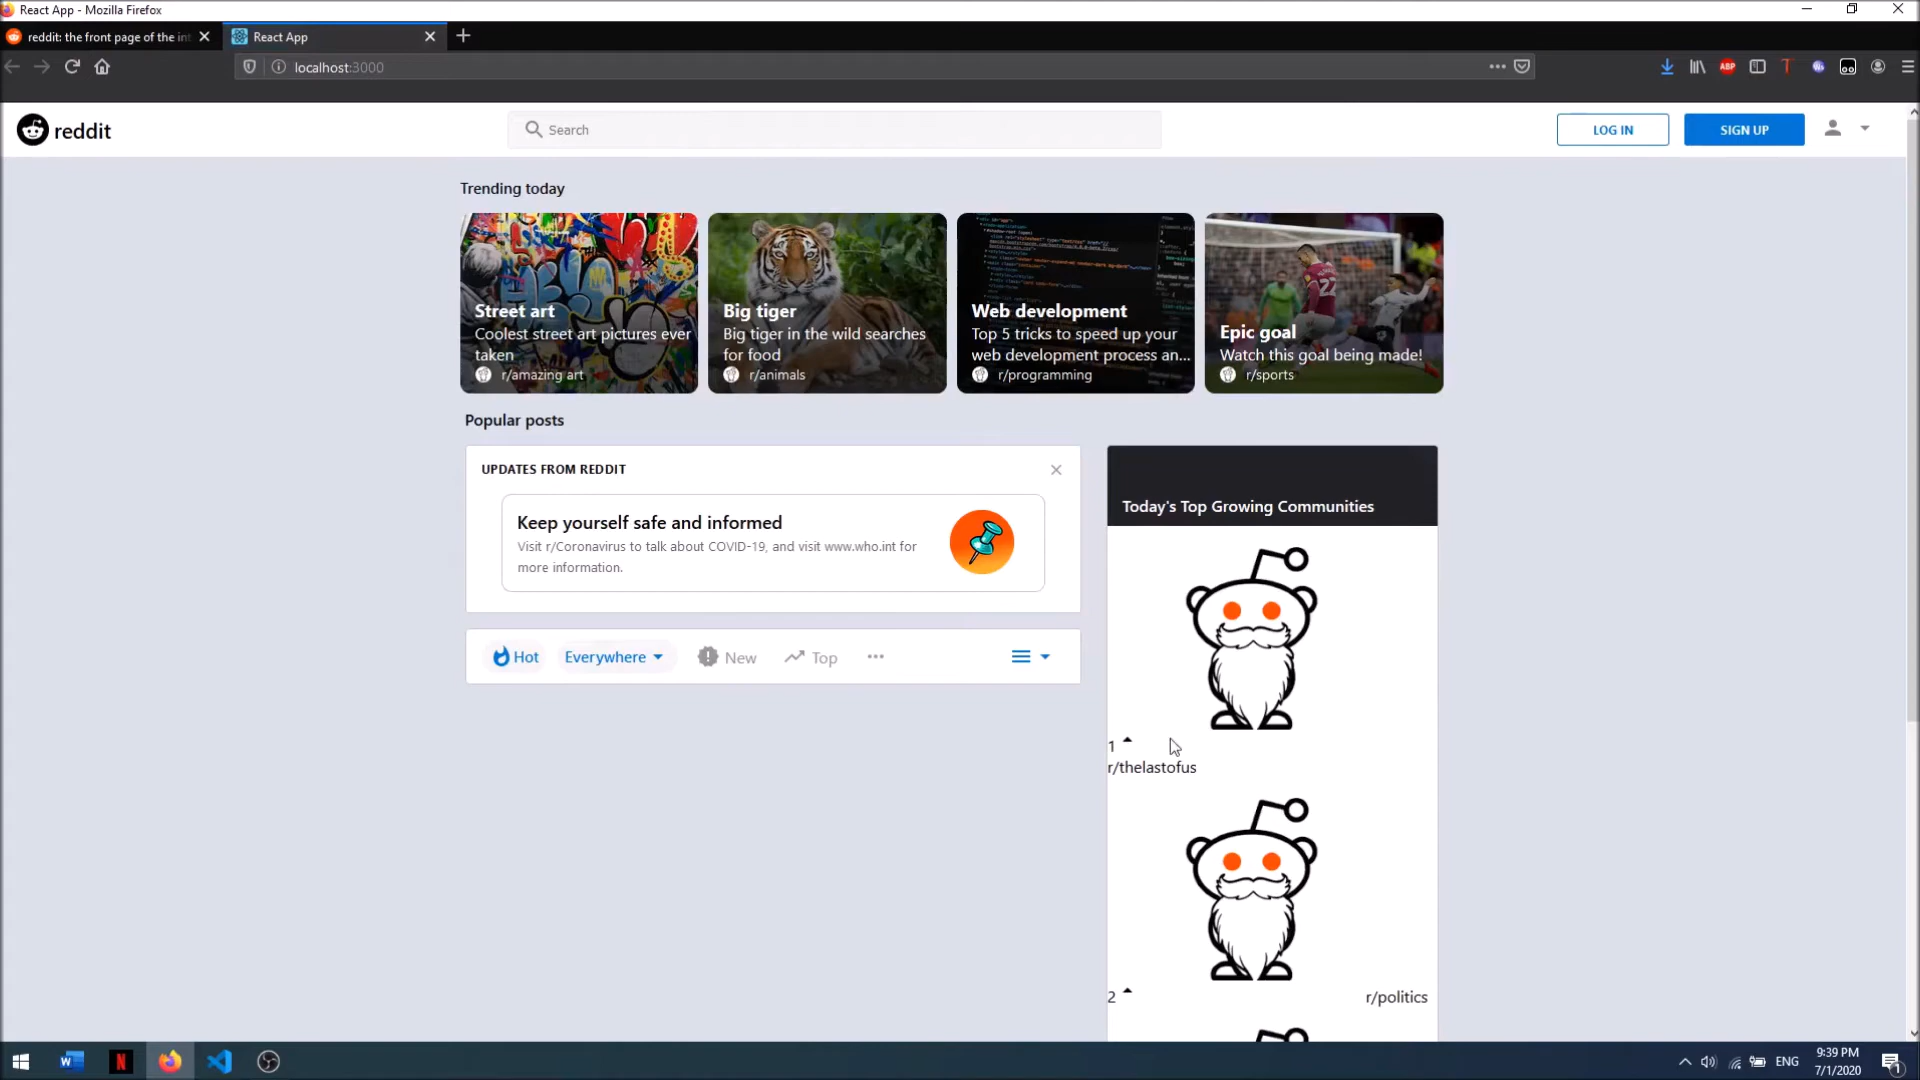 React App - Mozilla Firefox
reddit: the front page of the int
React App
localhost:3000
ABP
reddit
Search
LOG IN
SIGN UP
Trending today
Street art
Coolest street art pictures ever
taken
r/amazing art
Big tiger
Big tiger in the wild searches
for food
r/animals
Web development
Top 5 tricks to speed up your
web development process an...
r/programming
Epic goal
Watch this goal being made!
r/sports
Popular posts
UPDATES FROM REDDIT
Keep yourself safe and informed
Visit r/Coronavirus to talk about COVID-19, and visit www.who.int for
more information.
Hot
Everywhere
New
Top
Today's Top Growing Communities
1
r/thelastofus
2
r/politics
ENG
9:39 PM
7/1/2020